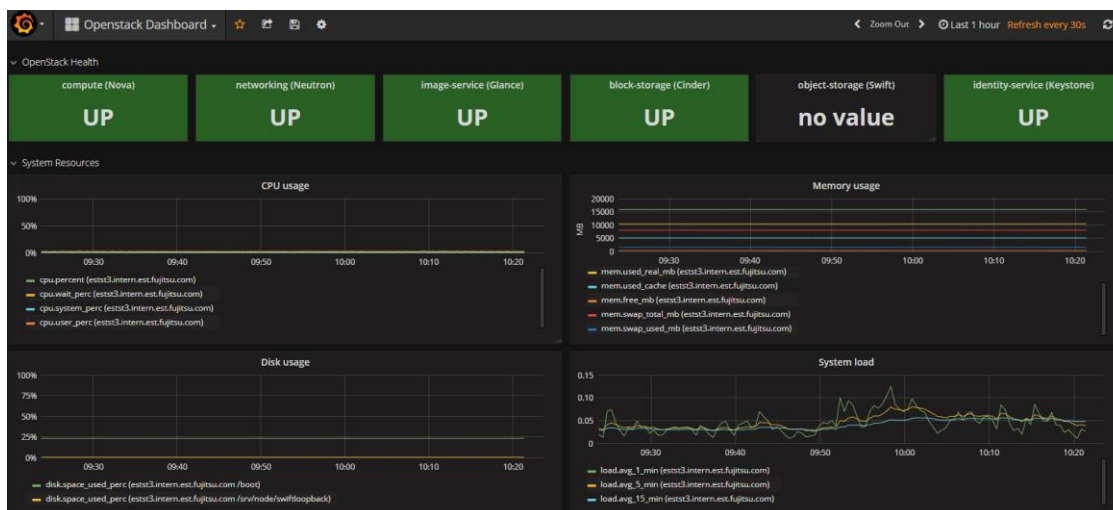 Openstack Dashboard
Zoom Out
Last 1 hour Refresh every 30s
OpenStack Health
compute (Nova)
UP
networking (Neutron)
UP
image-service (Glance)
UP
block-storage (Cinder)
UP
object-storage (Swift)
no value
identity-service (Keystone)
UP
System Resources
CPU usage
100%
50%
0%
09:30 09:40 09:50 10:00 10:10 10:20
cpu.percent (estst3.intern.est.fujitsu.com)
cpu.wait_perc (estst3.intern.est.fujitsu.com)
cpu.system_perc (estst3.intern.est.fujitsu.com)
cpu.user_perc (estst3.intern.est.fujitsu.com)
Memory usage
MB
20000
15000
10000
5000
0
09:30 09:40 09:50 10:00 10:10 10:20
mem.used_real_mb (estst3.intern.est.fujitsu.com)
mem.used_cache (estst3.intern.est.fujitsu.com)
mem.free_mb (estst3.intern.est.fujitsu.com)
mem.swap_total_mb (estst3.intern.est.fujitsu.com)
mem.swap_used_mb (estst3.intern.est.fujitsu.com)
Disk usage
100%
75%
50%
25%
0%
09:30 09:40 09:50 10:00 10:10 10:20
disk.space_used_perc (estst3.intern.est.fujitsu.com /boot)
disk.space_used_perc (estst3.intern.est.fujitsu.com /srv/node/swiftloopback)
System load
0.15
0.10
0.05
0
09:30 09:40 09:50 10:00 10:10 10:20
load.avg_1_min (estst3.intern.est.fujitsu.com)
load.avg_5_min (estst3.intern.est.fujitsu.com)
load.avg_15_min (estst3.intern.est.fujitsu.com)